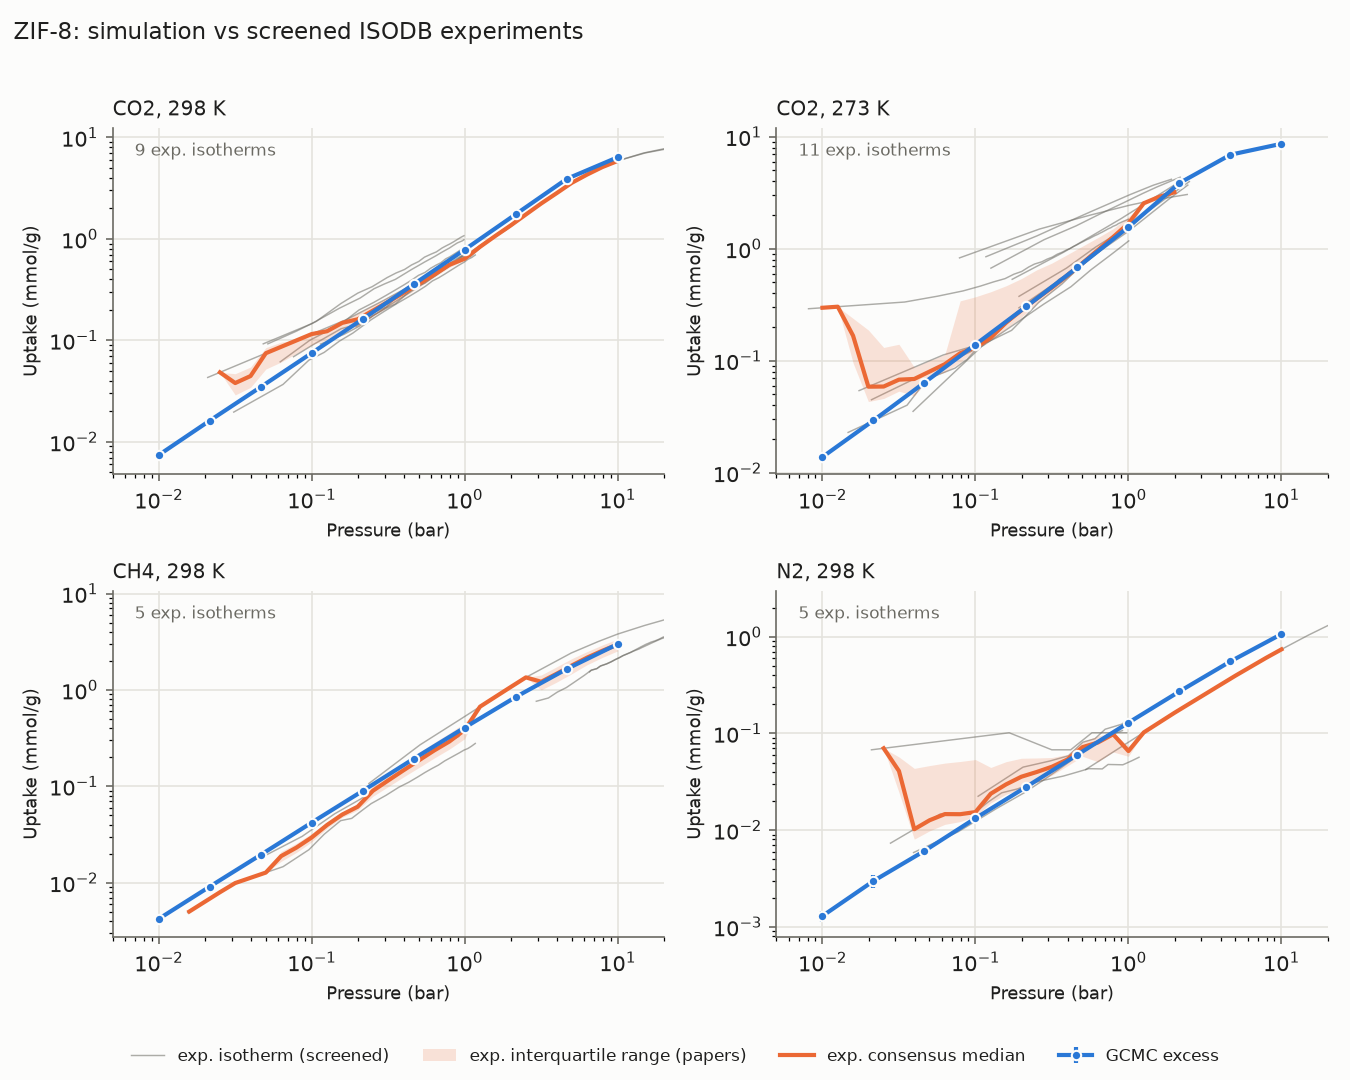 ZIF-8: simulation vs screened ISODB experiments
CO2, 298 K
9 exp. isotherms
Uptake (mmol/g)
10¹
10⁰
10⁻¹
10⁻²
10⁻² 10⁻¹ 10⁰ 10¹
Pressure (bar)
CO2, 273 K
11 exp. isotherms
Uptake (mmol/g)
10¹
10⁰
10⁻¹
10⁻²
10⁻² 10⁻¹ 10⁰ 10¹
Pressure (bar)
CH4, 298 K
5 exp. isotherms
Uptake (mmol/g)
10¹
10⁰
10⁻¹
10⁻²
10⁻² 10⁻¹ 10⁰ 10¹
Pressure (bar)
N2, 298 K
5 exp. isotherms
Uptake (mmol/g)
10⁰
10⁻¹
10⁻²
10⁻³
10⁻² 10⁻¹ 10⁰ 10¹
Pressure (bar)
exp. isotherm (screened) exp. interquartile range (papers) exp. consensus median GCMC excess